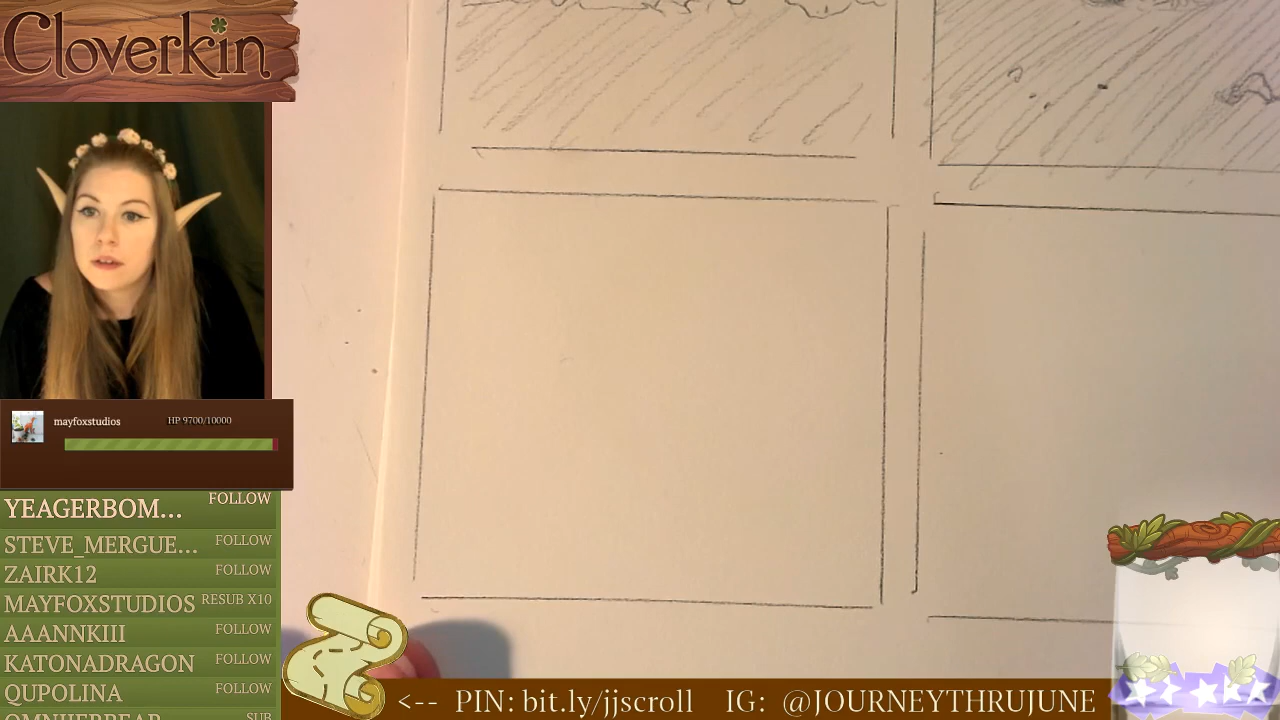 Cloverkin
mayfoxstudios HP 9700/10000
YEAGERBOM... FOLLOW
STEVE_MERGUE... FOLLOW
ZAIRK12 FOLLOW
MAYFOXSTUDIOS RESUB X10
AAANNKIII FOLLOW
KATONADRAGON FOLLOW
QUPOLINA FOLLOW
SUB
<-- PIN: bit.ly/jjscroll IG: @JOURNEYTHRUJUNE